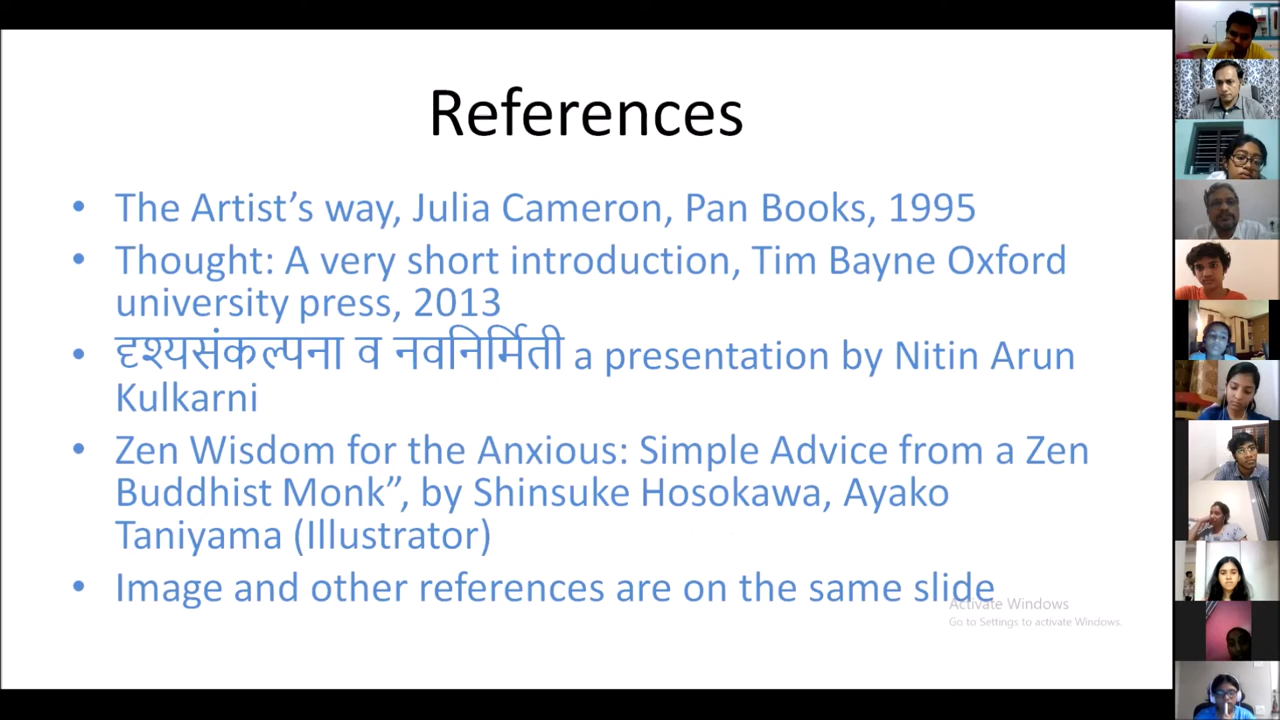 References
• The Artist’s way, Julia Cameron, Pan Books, 1995
• Thought: A very short introduction, Tim Bayne Oxford
university press, 2013
• दृश्यसंकल्पना व नवनिर्मिती a presentation by Nitin Arun
Kulkarni
• Zen Wisdom for the Anxious: Simple Advice from a Zen
Buddhist Monk”, by Shinsuke Hosokawa, Ayako
Taniyama (Illustrator)
• Image and other references are on the same slide
Activate Windows
Go to Settings to activate Windows.